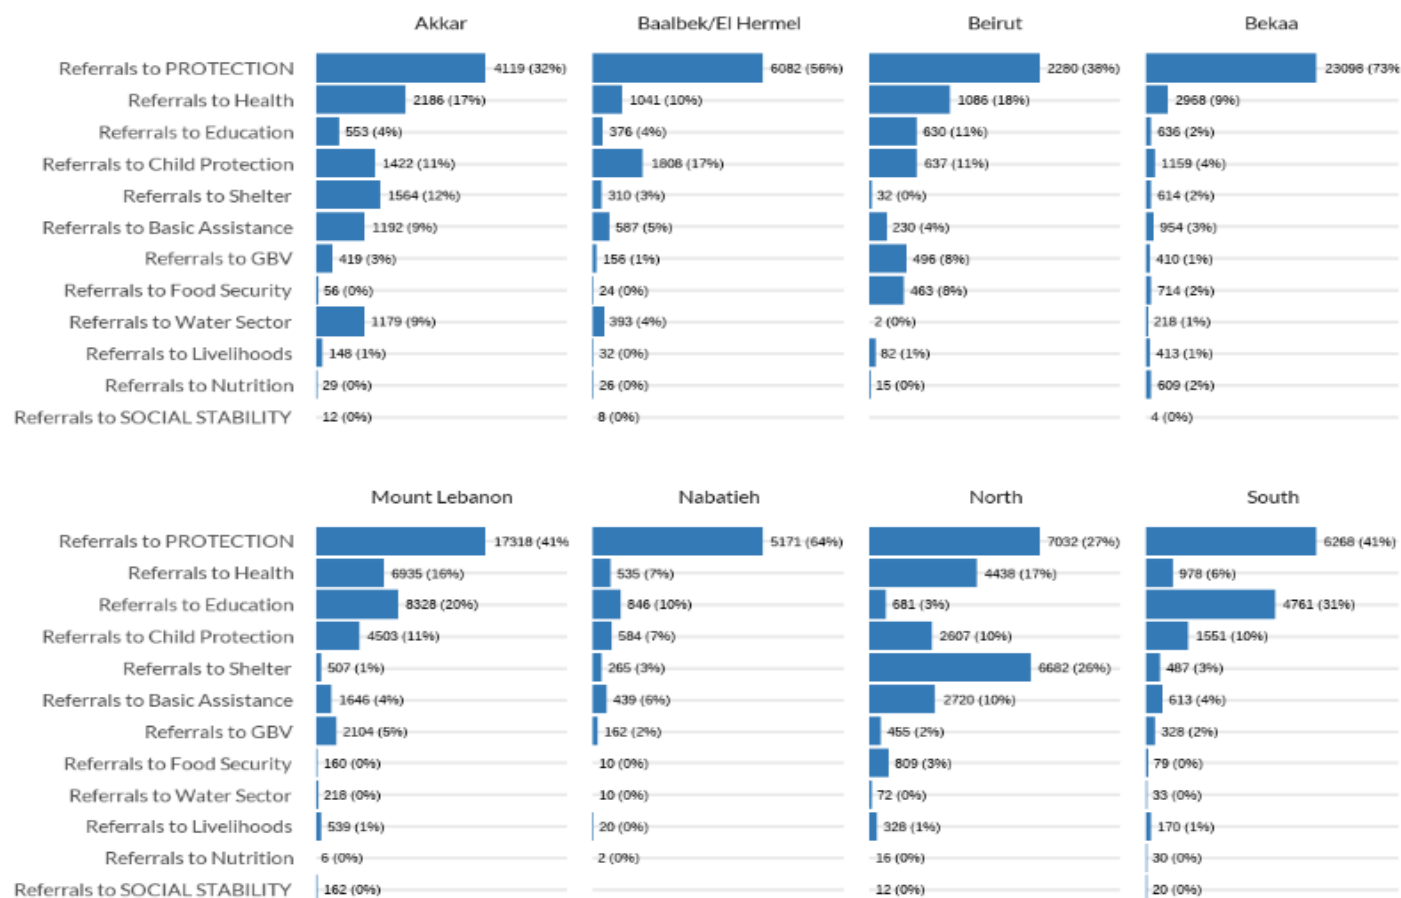 Akkar Baalbek/El Hermel Beirut Bekaa
Referrals to PROTECTION 4119 (32%) 6082 (56%) 2280 (38%) 23098 (73%
Referrals to Health 2186 (17%) 1041 (10%) 1086 (18%) 2968 (9%)
Referrals to Education 553 (4%) 376 (4%) 630 (11%) 636 (2%)
Referrals to Child Protection 1422 (11%) 1808 (17%) 637 (11%) 1159 (4%)
Referrals to Shelter 1564 (12%) 310 (3%) 32 (0%) 614 (2%)
Referrals to Basic Assistance 1192 (9%) 587 (5%) 230 (4%) 954 (3%)
Referrals to GBV 419 (3%) 156 (1%) 496 (8%) 410 (1%)
Referrals to Food Security 56 (0%) 24 (0%) 463 (8%) 714 (2%)
Referrals to Water Sector 1179 (9%) 393 (4%) 2 (0%) 218 (1%)
Referrals to Livelihoods 148 (1%) 32 (0%) 82 (1%) 413 (1%)
Referrals to Nutrition 29 (0%) 26 (0%) 15 (0%) 609 (2%)
Referrals to SOCIAL STABILITY 12 (0%) 8 (0%) 4 (0%)
Mount Lebanon Nabatieh North South
Referrals to PROTECTION 17318 (41% 5171 (64%) 7032 (27%) 6268 (41%)
Referrals to Health 6935 (16%) 535 (7%) 4438 (17%) 978 (6%)
Referrals to Education 8328 (20%) 846 (10%) 681 (3%) 4761 (31%)
Referrals to Child Protection 4503 (11%) 584 (7%) 2607 (10%) 1551 (10%)
Referrals to Shelter 507 (1%) 265 (3%) 6682 (26%) 487 (3%)
Referrals to Basic Assistance 1646 (4%) 439 (6%) 2720 (10%) 613 (4%)
Referrals to GBV 2104 (5%) 162 (2%) 455 (2%) 328 (2%)
Referrals to Food Security 160 (0%) 10 (0%) 809 (3%) 79 (0%)
Referrals to Water Sector 218 (0%) 10 (0%) 72 (0%) 33 (0%)
Referrals to Livelihoods 539 (1%) 20 (0%) 328 (1%) 170 (1%)
Referrals to Nutrition 6 (0%) 2 (0%) 16 (0%) 30 (0%)
Referrals to SOCIAL STABILITY 162 (0%) 12 (0%) 20 (0%)